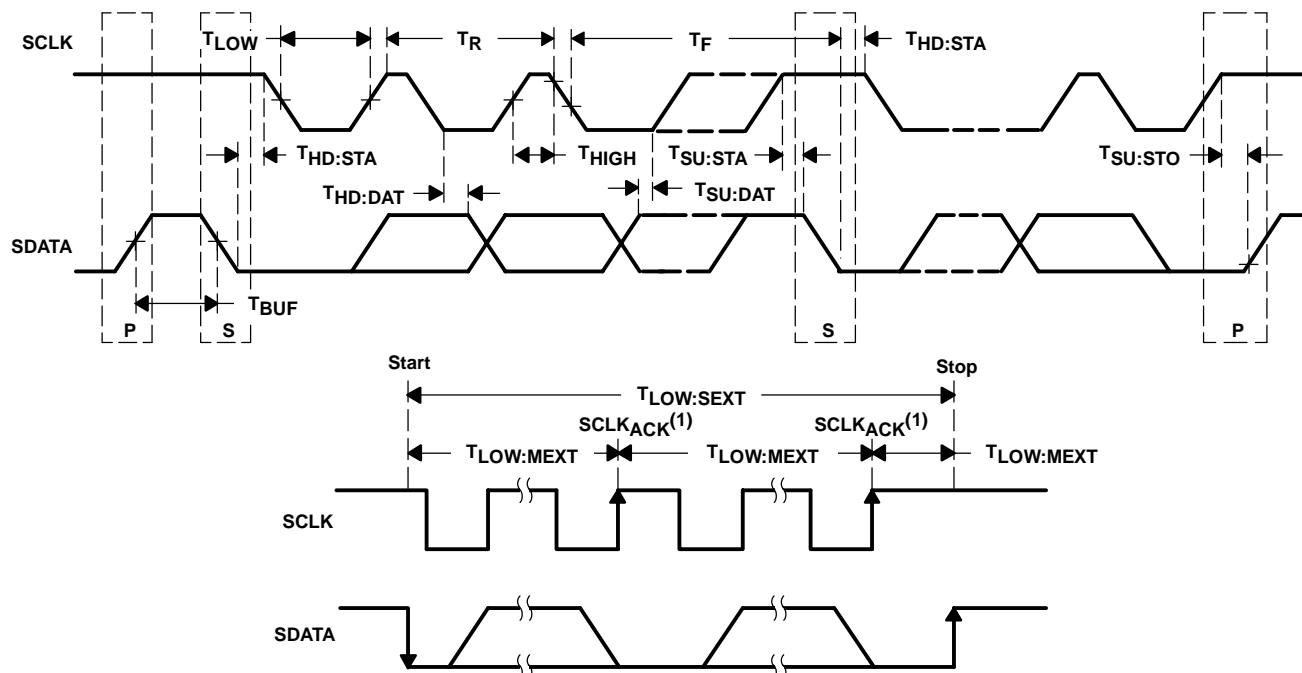 SCLK
TLOW
TR
TF
THD:STA
THD:STA
THIGH
TSU:STA
TSU:STO
THD:DAT
TSU:DAT
SDATA
TBUF
P
S
S
P
Start
Stop
TLOW:SEXT
SCLKACK(1)
SCLKACK(1)
TLOW:MEXT
TLOW:MEXT
TLOW:MEXT
SCLK
SDATA